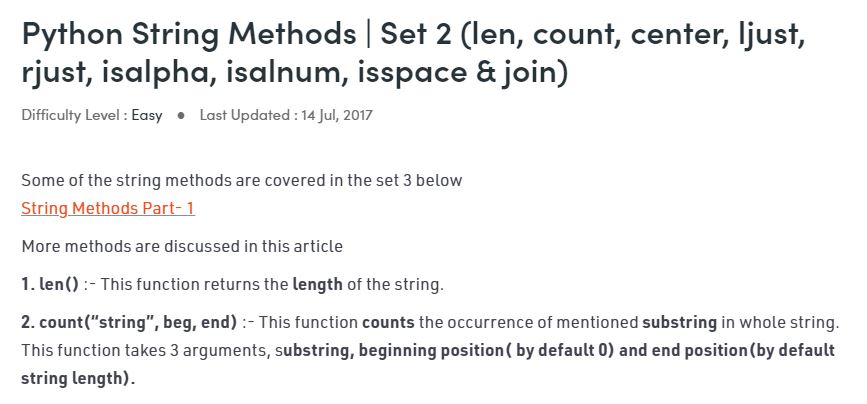 Python String Methods | Set 2 (len, count, center, ljust,
rjust, isalpha, isalnum, isspace & join)
Difficulty Level : Easy ● Last Updated : 14 Jul, 2017
Some of the string methods are covered in the set 3 below
String Methods Part- 1
More methods are discussed in this article
1. len() :- This function returns the length of the string.
2. count(“string”, beg, end) :- This function counts the occurrence of mentioned substring in whole string.
This function takes 3 arguments, substring, beginning position( by default 0) and end position(by default
string length).